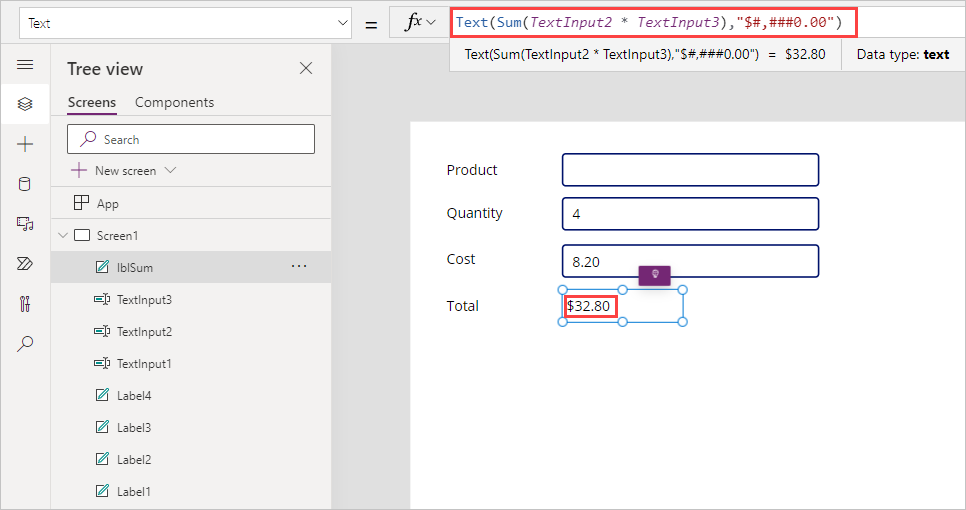 Text = fx Text(Sum(TextInput2 * TextInput3),"$#,###0.00")
Text(Sum(TextInput2 * TextInput3),"$#,###0.00") = $32.80 Data type: text
Tree view
Screens Components
Search
New screen
App
Screen1
lblSum ...
TextInput3
TextInput2
TextInput1
Label4
Label3
Label2
Label1
Product
Quantity 4
Cost 8.20
Total $32.80